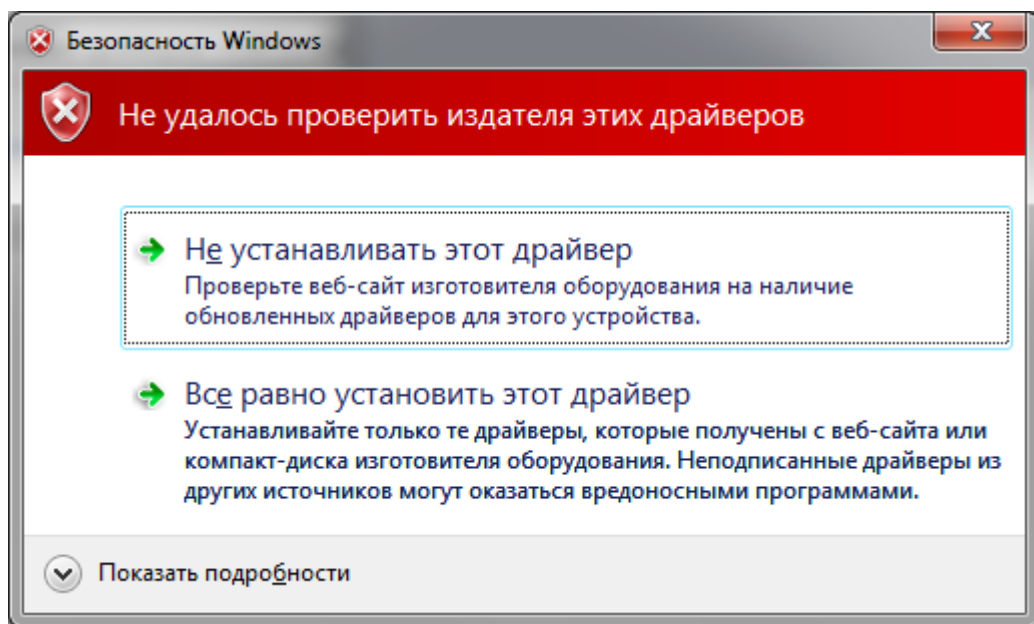 Безопасность Windows
Не удалось проверить издателя этих драйверов
Не устанавливать этот драйвер
Проверьте веб-сайт изготовителя оборудования на наличие
обновленных драйверов для этого устройства.
Все равно установить этот драйвер
Устанавливайте только те драйверы, которые получены с веб-сайта или
компакт-диска изготовителя оборудования. Неподписанные драйверы из
других источников могут оказаться вредоносными программами.
Показать подробности